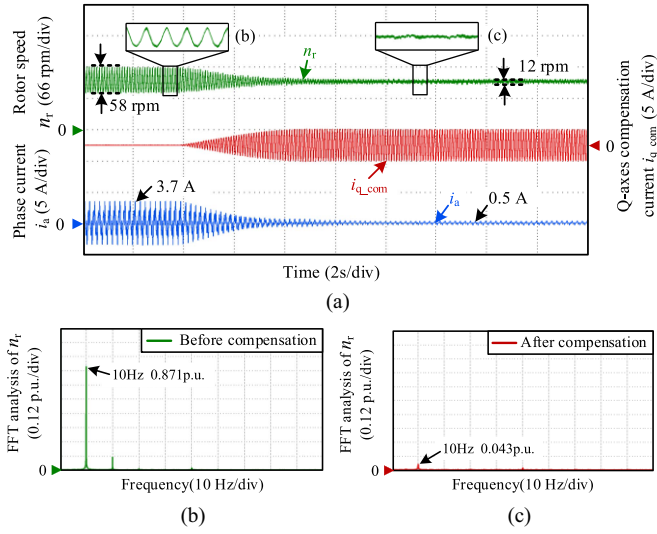 Rotor speed
nr (66 rpm/div)
Phase current
ia (5 A/div)
0
0
58 rpm
(b)
nr
(c)
12 rpm
iq_com
3.7 A
ia
0.5 A
0
Q-axes compensation
current iq_com (5 A/div)
Time (2s/div)
(a)
FFT analysis of nr
(0.12 p.u./div)
Before compensation
10Hz 0.871p.u.
0
Frequency(10 Hz/div)
(b)
FFT analysis of nr
(0.12 p.u./div)
After compensation
10Hz 0.043p.u.
0
Frequency(10 Hz/div)
(c)